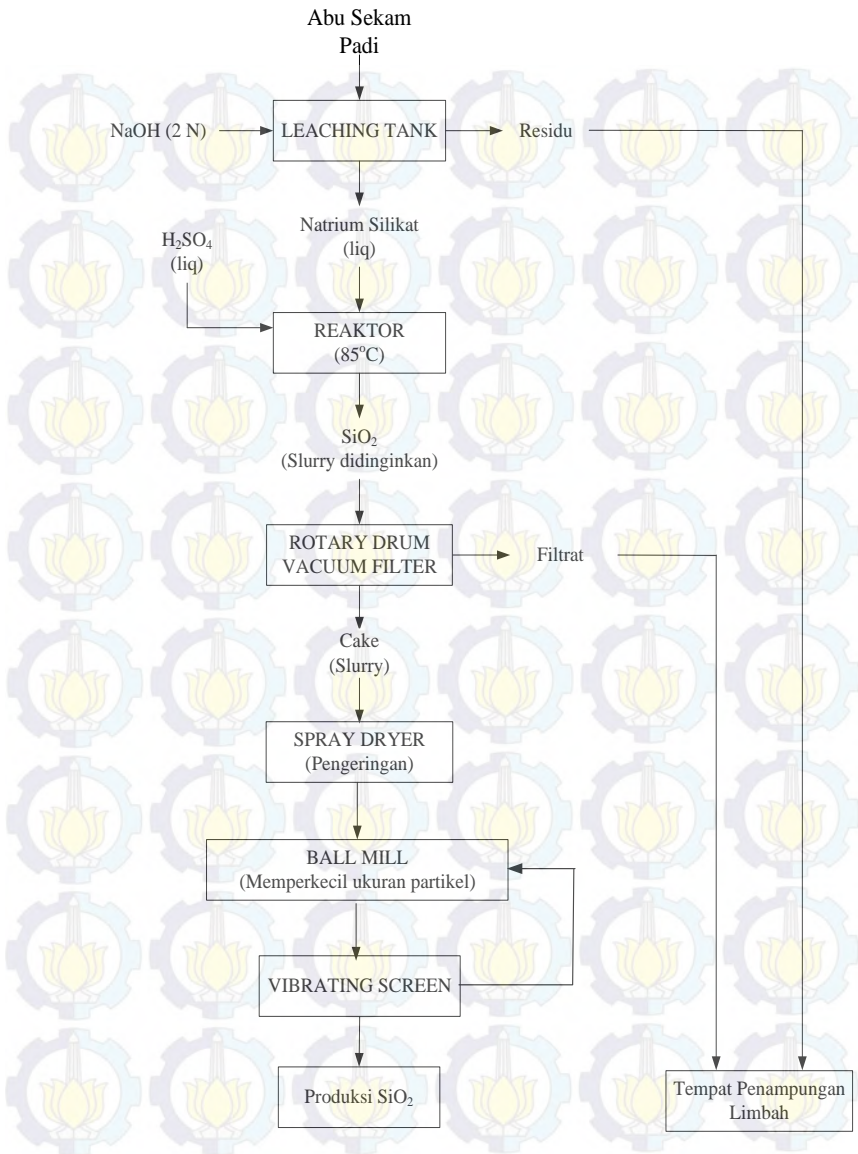 Abu Sekam
Padi
NaOH (2 N)
LEACHING TANK
Residu
Natrium Silikat
(liq)
H₂SO₄
(liq)
REAKTOR
(85°C)
SiO₂
(Slurry didinginkan)
ROTARY DRUM
VACUUM FILTER
Filtrat
Cake
(Slurry)
SPRAY DRYER
(Pengeringan)
BALL MILL
(Memperkecil ukuran partikel)
VIBRATING SCREEN
Produksi SiO₂
Tempat Penampungan
Limbah